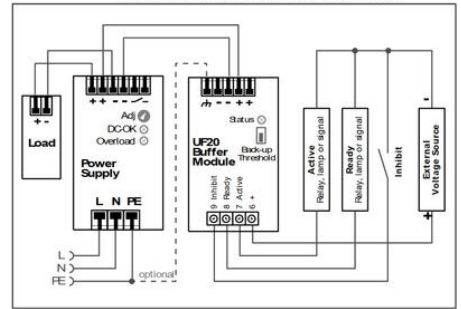 + + - - -/-
⏚ - - + +
+ -
Load
Adj
DC-OK
Overload
Power
Supply
L N PE
L
N
PE
optional
Status
UF20
Buffer
Module
Back-up
Threshold
9 Inhibit
8 Ready
7 Active
6 +
Active
Relay, lamp or signal
Ready
Relay, lamp or signal
Inhibit
External
Voltage Source
-
+